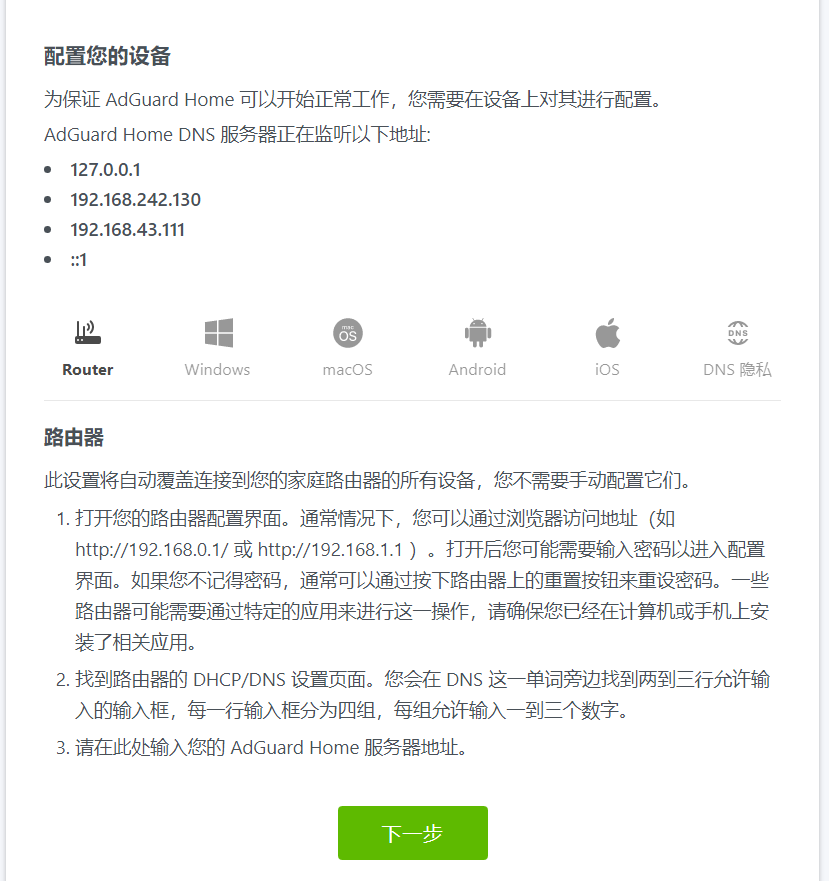 配置您的设备
为保证 AdGuard Home 可以开始正常工作，您需要在设备上对其进行配置。
AdGuard Home DNS 服务器正在监听以下地址:
127.0.0.1
192.168.242.130
192.168.43.111
::1
mac OS DNS
Router Windows macOS Android iOS DNS 隐私
路由器
此设置将自动覆盖连接到您的家庭路由器的所有设备，您不需要手动配置它们。
1. 打开您的路由器配置界面。通常情况下，您可以通过浏览器访问地址（如
http://192.168.0.1/ 或 http://192.168.1.1 ）。打开后您可能需要输入密码以进入配置
界面。如果您不记得密码，通常可以通过按下路由器上的重置按钮来重设密码。一些
路由器可能需要通过特定的应用来进行这一操作，请确保您已经在计算机或手机上安
装了相关应用。
2. 找到路由器的 DHCP/DNS 设置页面。您会在 DNS 这一单词旁边找到两到三行允许输
入的输入框，每一行输入框分为四组，每组允许输入一到三个数字。
3. 请在此处输入您的 AdGuard Home 服务器地址。
下一步